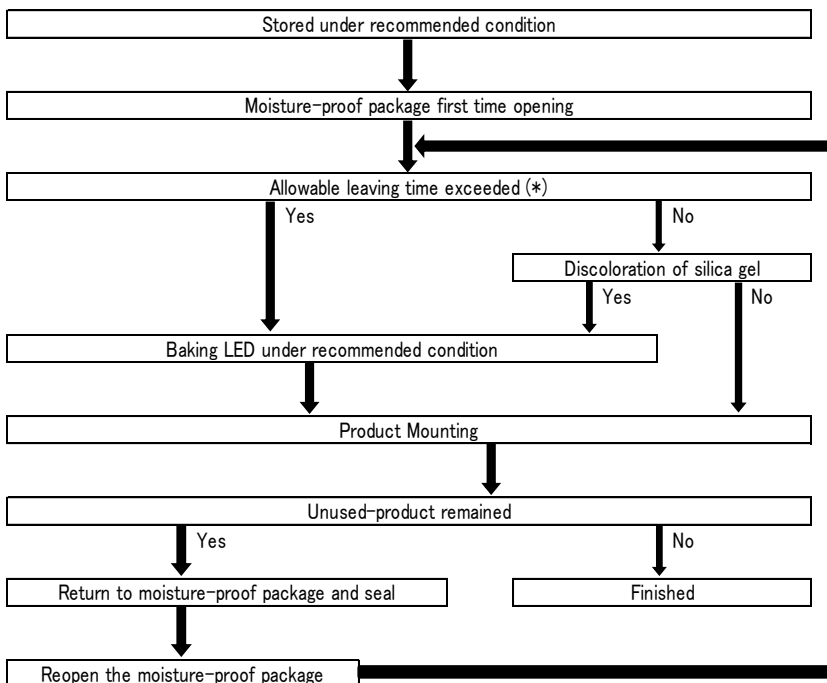 Stored under recommended condition
Moisture-proof package first time opening
Allowable leaving time exceeded (*)
Yes
No
Discoloration of silica gel
Yes
No
Baking LED under recommended condition
Product Mounting
Unused-product remained
Yes
No
Return to moisture-proof package and seal
Finished
Reopen the moisture-proof package